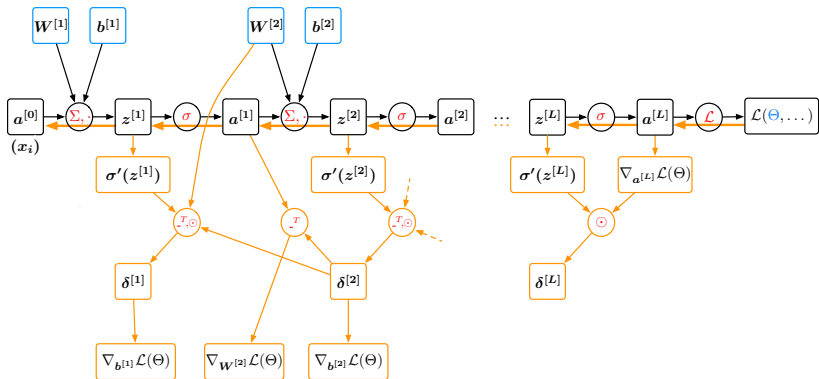 W^[1] b^[1] W^[2] b^[2]
a^[0] Σ, · z^[1] σ a^[1] Σ, · z^[2] σ a^[2] ... z^[L] σ a^[L] ℒ ℒ(Θ, …)
(x_i)
σ′(z^[1]) σ′(z^[2]) σ′(z^[L]) ∇_{a^[L]}ℒ(Θ)
_^T,⊙ _^T _^T,⊙ ⊙
δ^[1] δ^[2] δ^[L]
∇_{b^[1]}ℒ(Θ) ∇_{W^[2]}ℒ(Θ) ∇_{b^[2]}ℒ(Θ)